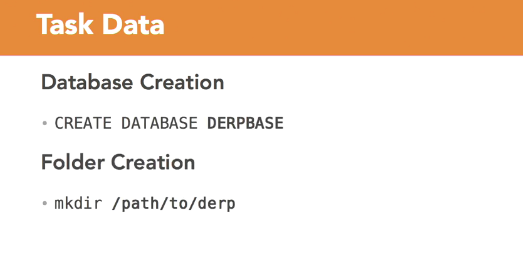 Task Data
Database Creation
• CREATE DATABASE DERPBASE
Folder Creation
• mkdir /path/to/derp